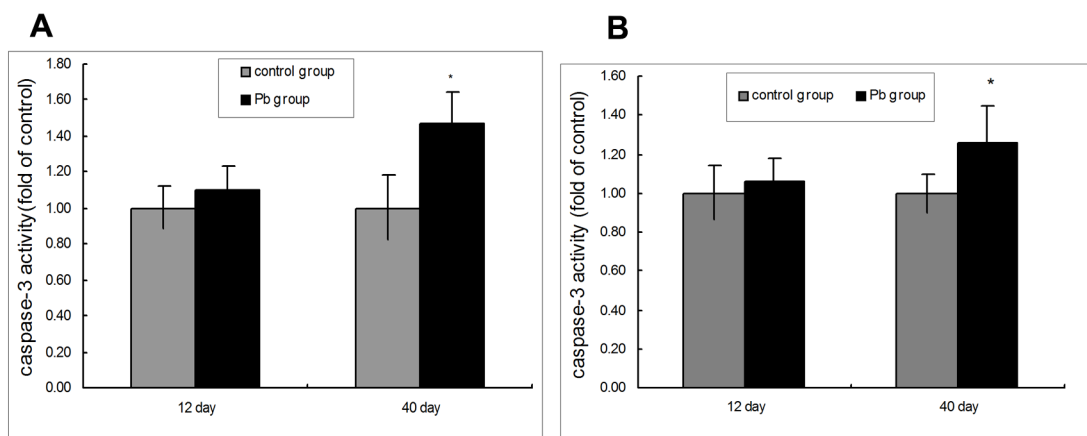 A
caspase-3 activity(fold of control)
1.80
1.60
1.40
1.20
1.00
0.80
0.60
0.40
0.20
0.00
control group
Pb group
*
12 day
40 day
B
caspase-3 activity (fold of control)
1.60
1.40
1.20
1.00
0.80
0.60
0.40
0.20
0.00
control group Pb group
*
12 day
40 day